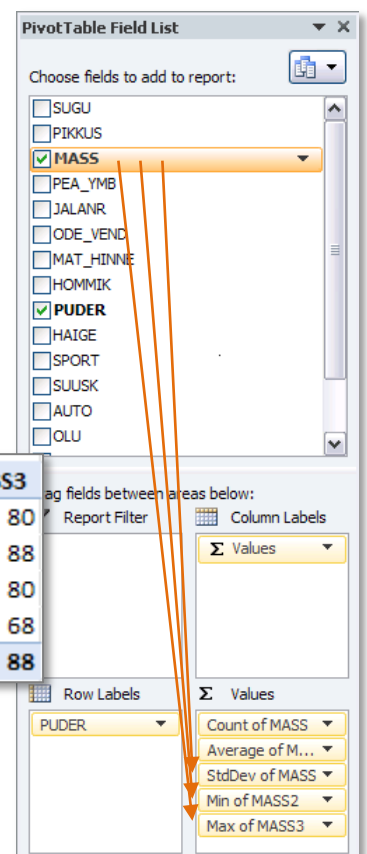 PivotTable Field List
Choose fields to add to report:
SUGU
PIKKUS
MASS
PEA_YMB
JALANR
ODE_VEND
MAT_HINNE
HOMMIK
PUDER
HAIGE
SPORT
SUUSK
AUTO
OLU
S3
80
88
80
68
88
ag fields between areas below:
Report Filter
Column Labels
Σ Values
Row Labels
Σ Values
PUDER
Count of MASS
Average of M...
StdDev of MASS
Min of MASS2
Max of MASS3